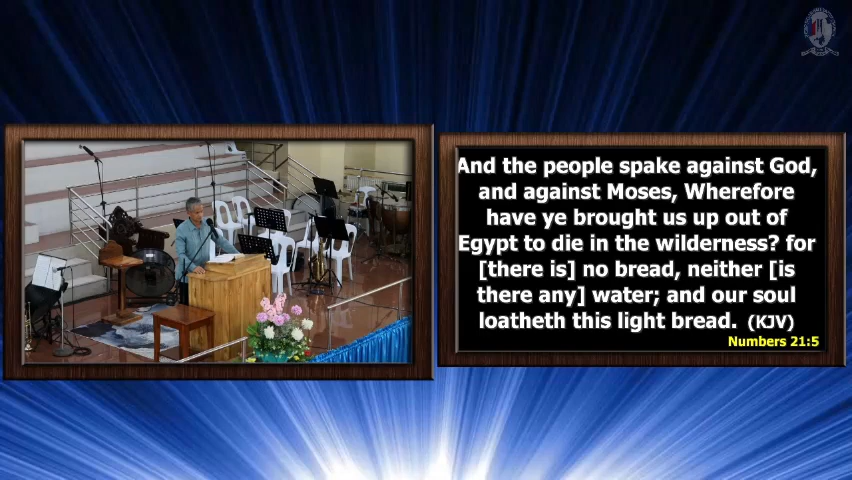 And the people spake against God,
and against Moses, Wherefore
have ye brought us up out of
Egypt to die in the wilderness? for
[there is] no bread, neither [is
there any] water; and our soul
loatheth this light bread. (KJV)
Numbers 21:5